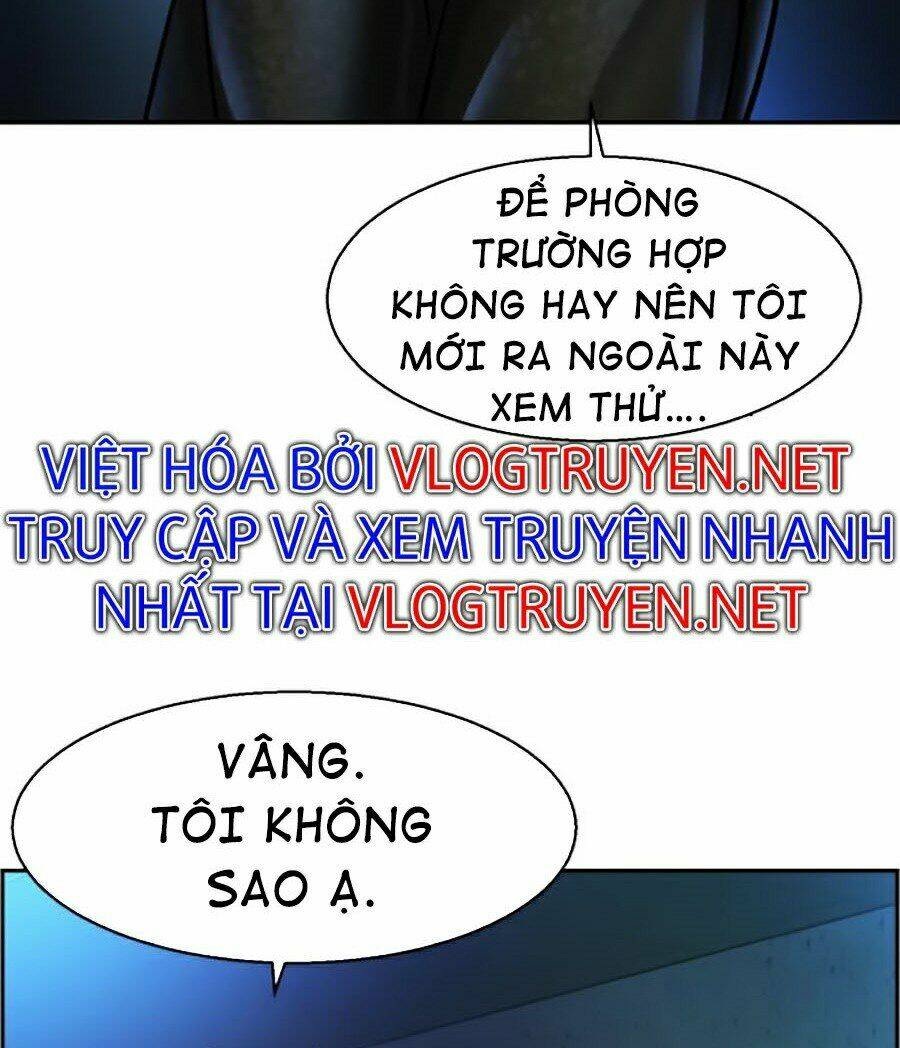 ĐỂ PHÒNG
TRƯỜNG HỢP
KHÔNG HAY NÊN TÔI
MỚI RA NGOÀI NÀY
XEM THỬ....
VIỆT HÓA BỞI VLOGTRUYEN.NET
TRUY CẬP VÀ XEM TRUYỆN NHANH
NHẤT TẠI VLOGTRUYEN.NET
VÂNG.
TÔI KHÔNG
SAO Ạ.